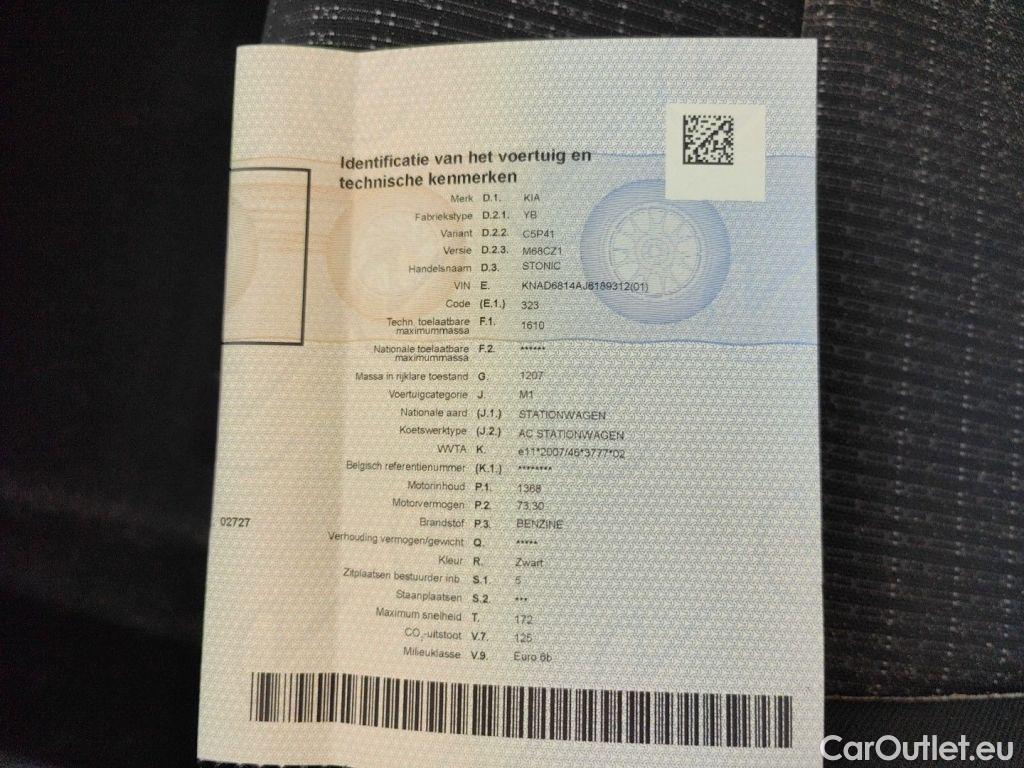 Identificatie van het voertuig en
technische kenmerken
Merk D.1. KIA
Fabriekstype D.2.1. YB
Variant D.2.2. C5P41
Versie D.2.3. M68CZ1
Handelsnaam D.3. STONIC
VIN E. KNAD6814AJ6189312(01)
Code (E.1.) 323
Techn. toelaatbare
maximummassa F.1. 1610
Nationale toelaatbare
maximummassa F.2. ******
Massa in rijklare toestand G. 1207
Voertuigcategorie J. M1
Nationale aard (J.1.) STATIONWAGEN
Koetswerktype (J.2.) AC STATIONWAGEN
WVTA K. e11*2007/46*3777*02
Belgisch referentienummer (K.1.) ********
Motorinhoud P.1. 1368
Motorvermogen P.2. 73,30
02727
Brandstof P.3. BENZINE
Verhouding vermogen/gewicht Q. *****
Kleur R. Zwart
Zitplaatsen bestuurder inb. S.1. 5
Staanplaatsen S.2. ***
Maximum snelheid T. 172
CO₂-uitstoot V.7. 125
Milieuklasse V.9. Euro 6b
CarOutlet.eu